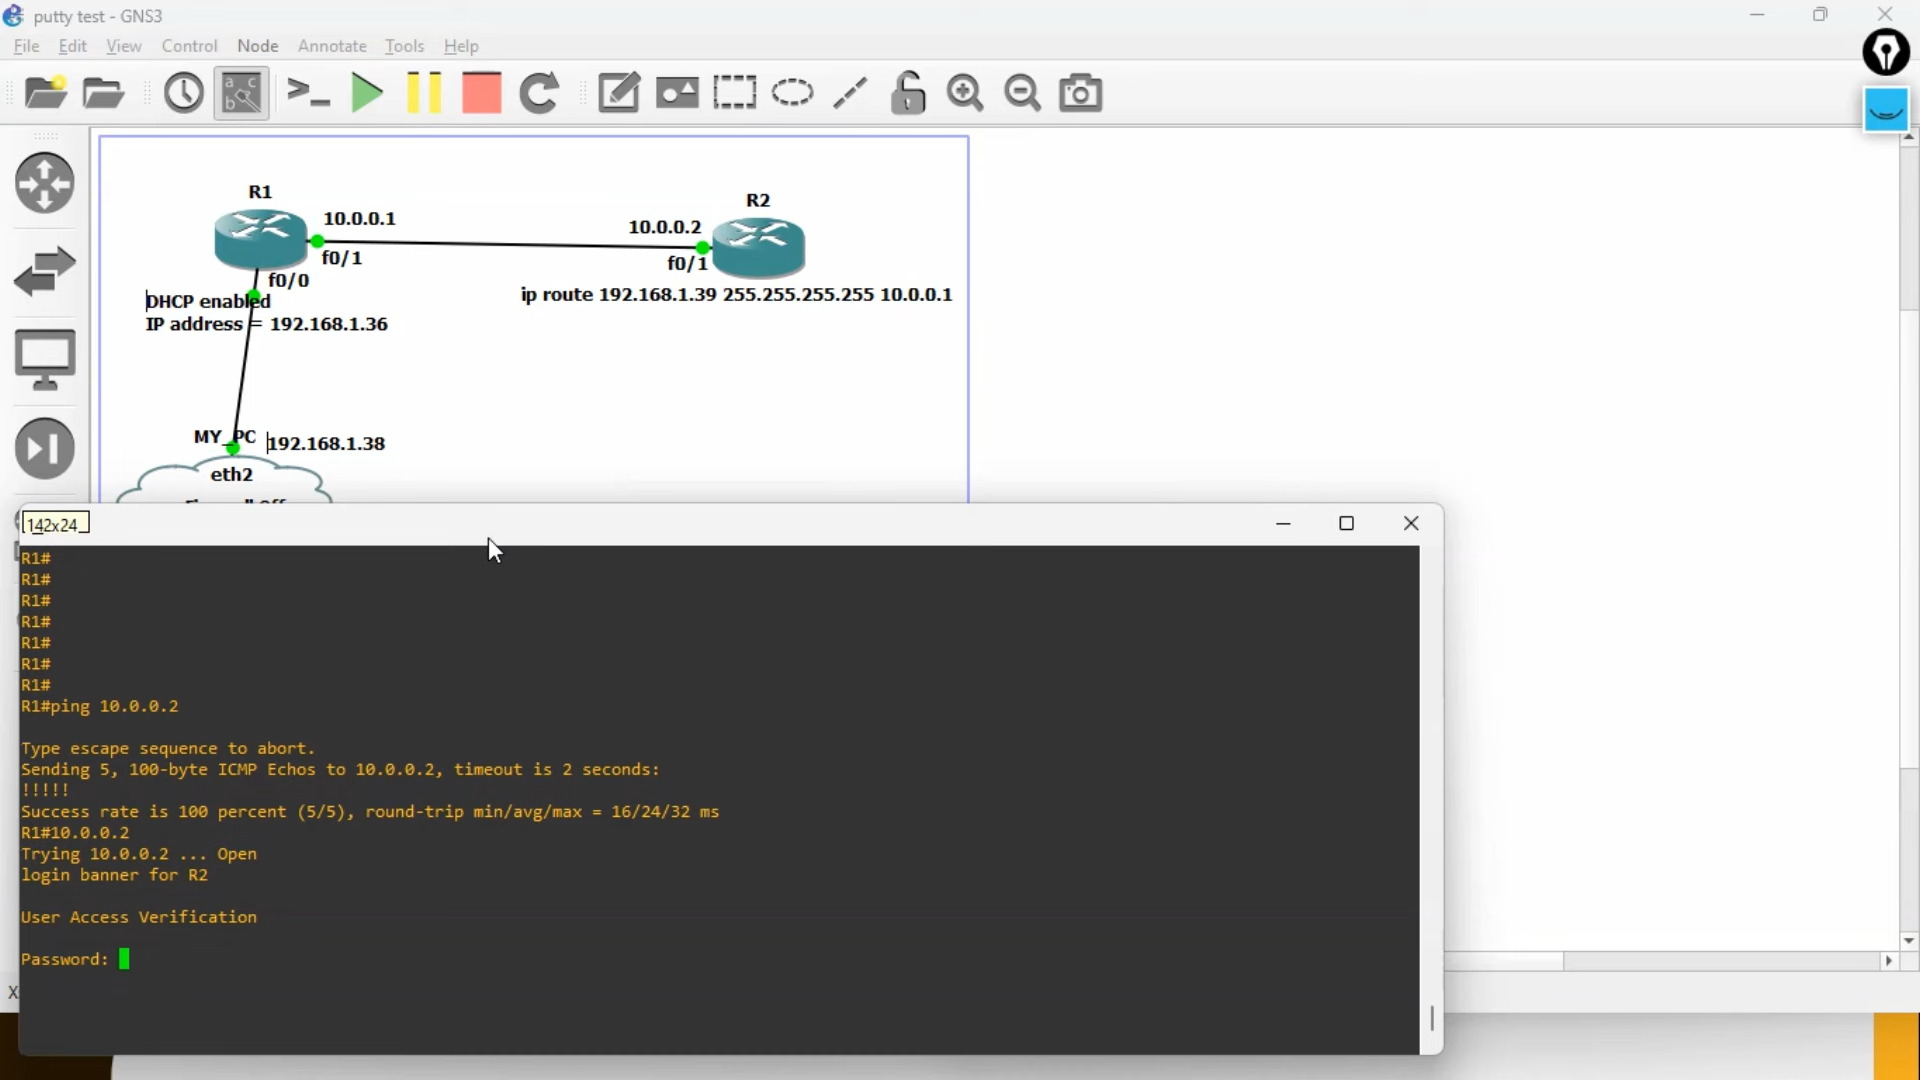 putty test - GNS3
File Edit View Control Node Annotate Tools Help
R1
R2
10.0.0.1
10.0.0.2
f0/1
f0/1
f0/0
DHCP enabled
IP address = 192.168.1.36
ip route 192.168.1.39 255.255.255.255 10.0.0.1
MY_PC
192.168.1.38
eth2
142x24
R1#
R1#
R1#
R1#
R1#
R1#
R1#
R1#ping 10.0.0.2
Type escape sequence to abort.
Sending 5, 100-byte ICMP Echos to 10.0.0.2, timeout is 2 seconds:
!!!!!
Success rate is 100 percent (5/5), round-trip min/avg/max = 16/24/32 ms
R1#10.0.0.2
Trying 10.0.0.2 ... Open
login banner for R2
User Access Verification
Password:
X